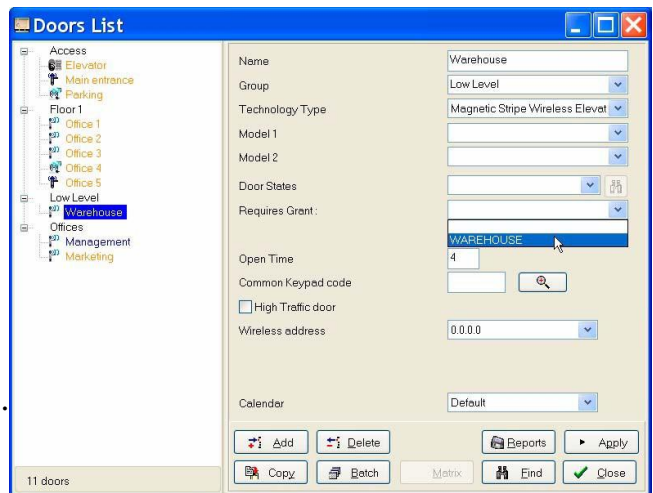 Doors List
Access
Elevator
Main entrance
Parking
Floor 1
Office 1
Office 2
Office 3
Office 4
Office 5
Low Level
Warehouse
Offices
Management
Marketing
11 doors
Name Warehouse
Group Low Level
Technology Type Magnetic Stripe Wireless Elevat
Model 1
Model 2
Door States
Requires Grant :
WAREHOUSE
Open Time 4
Common Keypad code
High Traffic door
Wireless address 0.0.0.0
Calendar Default
Add Delete Reports Apply
Copy Batch Matrix Find Close